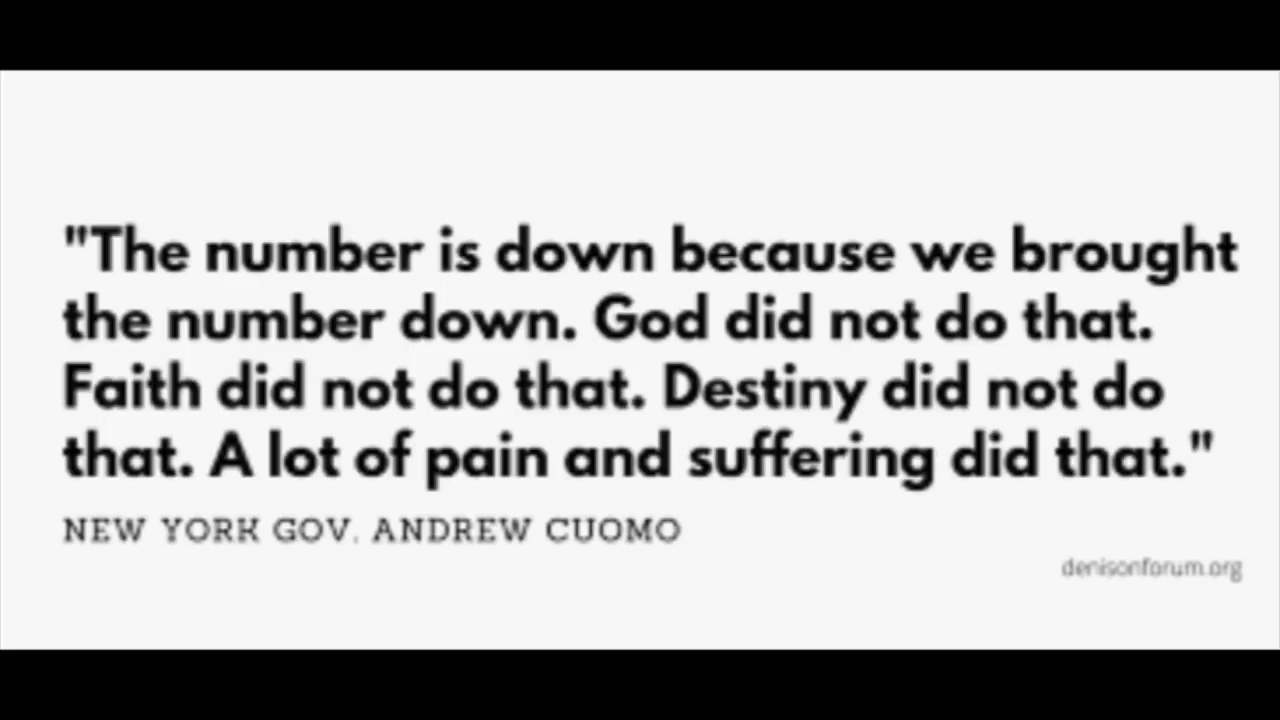 "The number is down because we brought
the number down. God did not do that.
Faith did not do that. Destiny did not do
that. A lot of pain and suffering did that."
NEW YORK GOV. ANDREW CUOMO
denisonforum.org